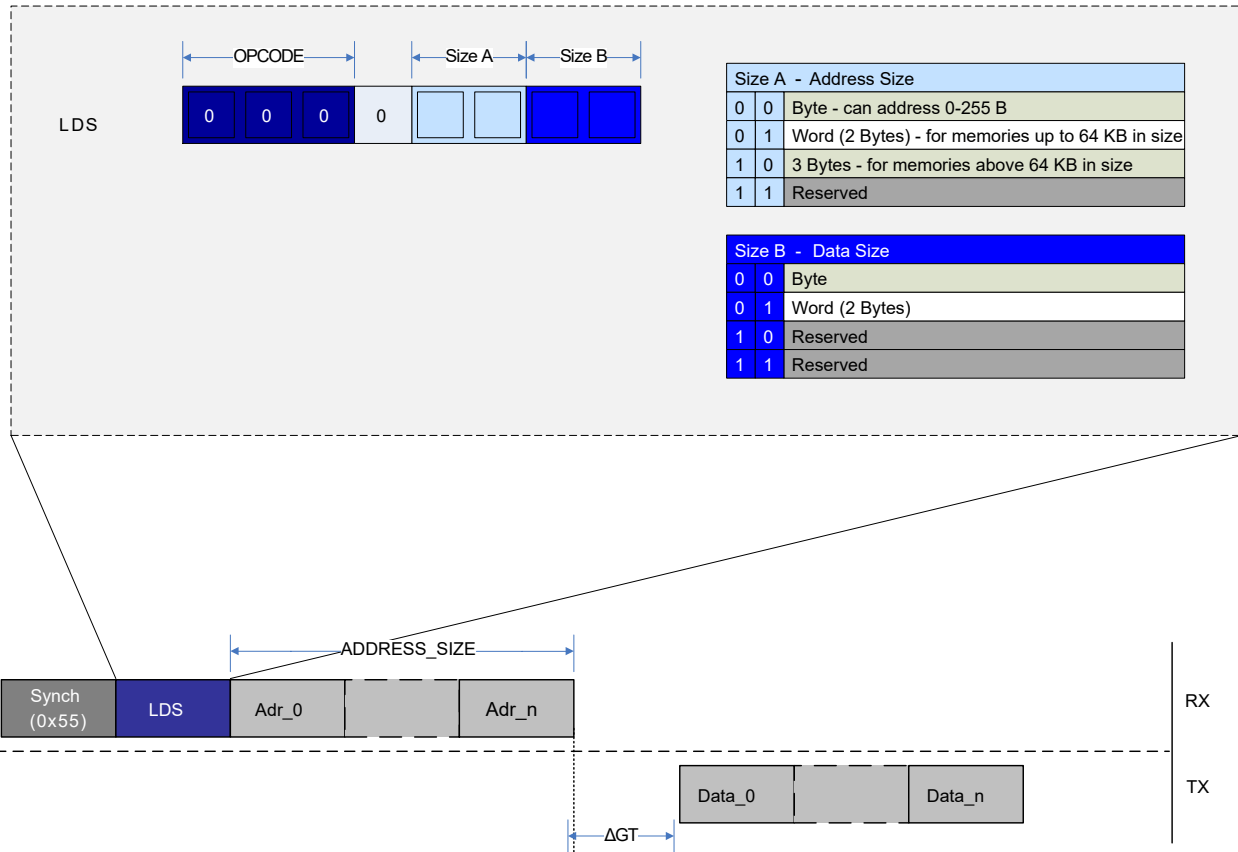 OPCODE Size A Size B
LDS 0 0 0 0
Size A - Address Size
0 0 Byte - can address 0-255 B
0 1 Word (2 Bytes) - for memories up to 64 KB in size
1 0 3 Bytes - for memories above 64 KB in size
1 1 Reserved
Size B - Data Size
0 0 Byte
0 1 Word (2 Bytes)
1 0 Reserved
1 1 Reserved
ADDRESS_SIZE
Synch
(0x55)
LDS Adr_0 Adr_n RX
Data_0 Data_n TX
ΔGT